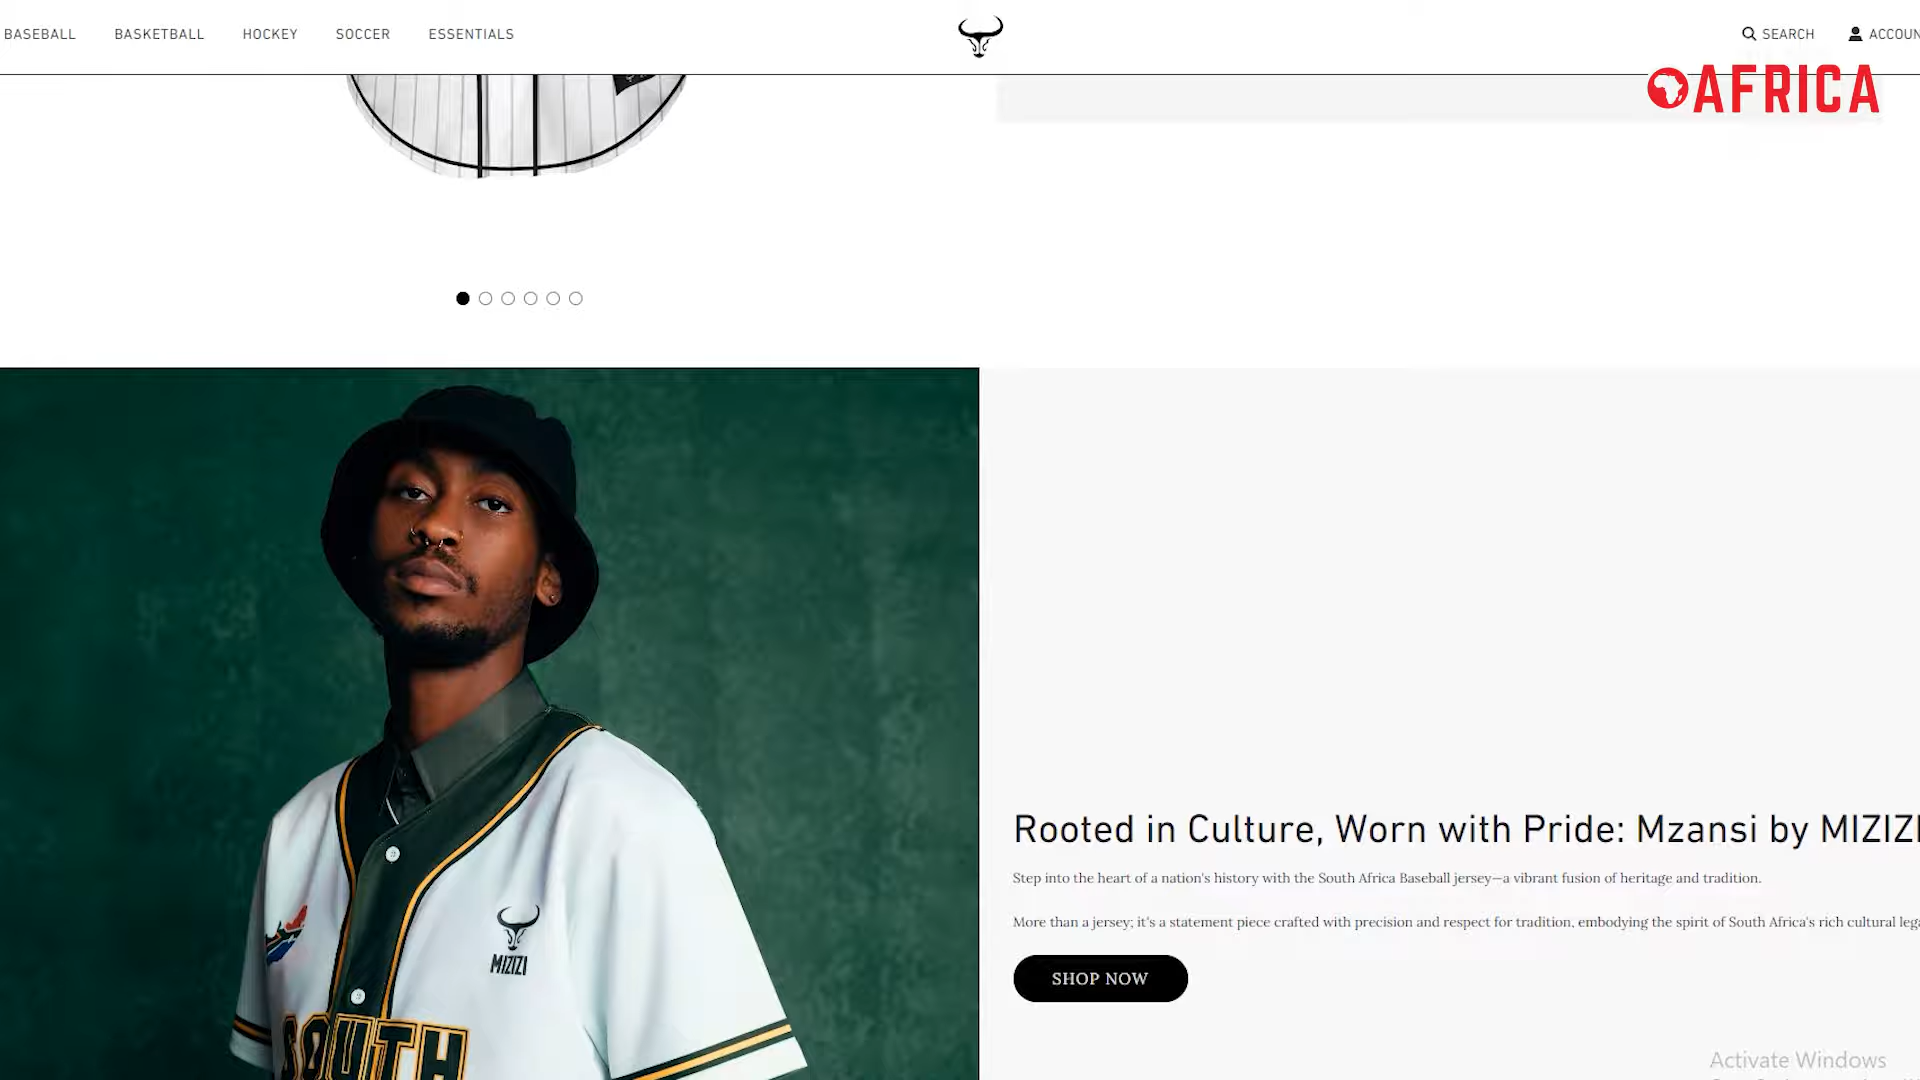 BASEBALL BASKETBALL HOCKEY SOCCER ESSENTIALS SEARCH ACCOUN
AFRICA
MIZIZI
SOUTH
Rooted in Culture, Worn with Pride: Mzansi by MIZIZI
Step into the heart of a nation's history with the South Africa Baseball jersey—a vibrant fusion of heritage and tradition.
More than a jersey; it's a statement piece crafted with precision and respect for tradition, embodying the spirit of South Africa's rich cultural lega
SHOP NOW
Activate Windows